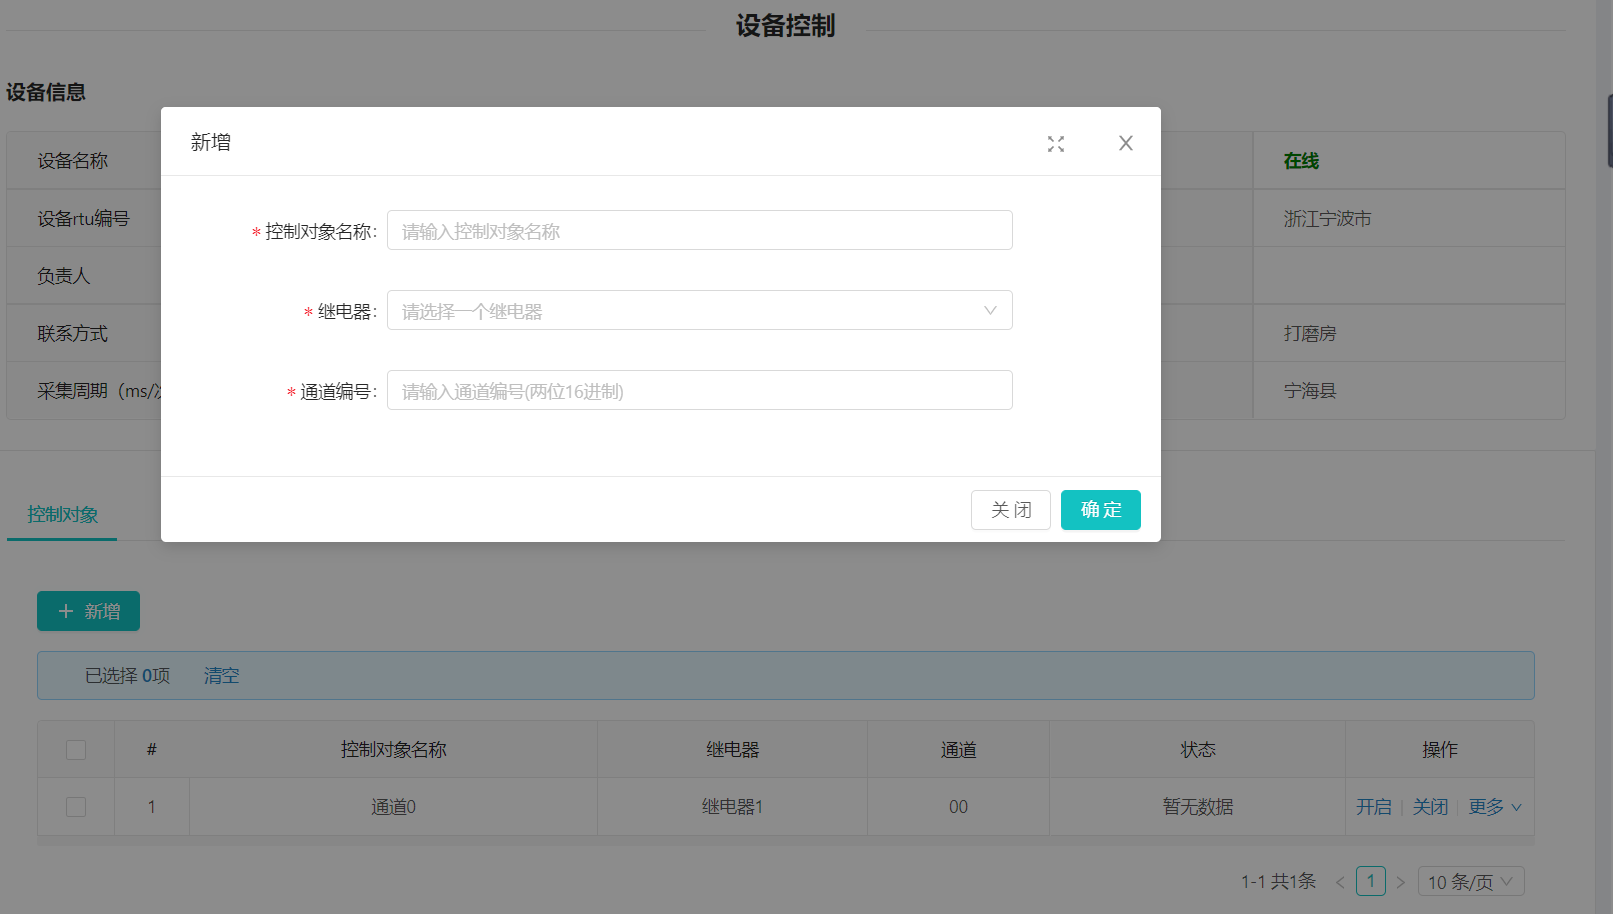 设备控制
设备信息
设备名称 在线
设备rtu编号 浙江宁波市
负责人
联系方式 打磨房
采集周期（ms/ 宁海县
新增
* 控制对象名称: 请输入控制对象名称
* 继电器: 请选择一个继电器
* 通道编号: 请输入通道编号(两位16进制)
关 闭 确 定
控制对象
+ 新增
已选择 0项 清空
# 控制对象名称 继电器 通道 状态 操作
1 通道0 继电器1 00 暂无数据 开启 关闭 更多
1-1 共1条 < 1 > 10 条/页